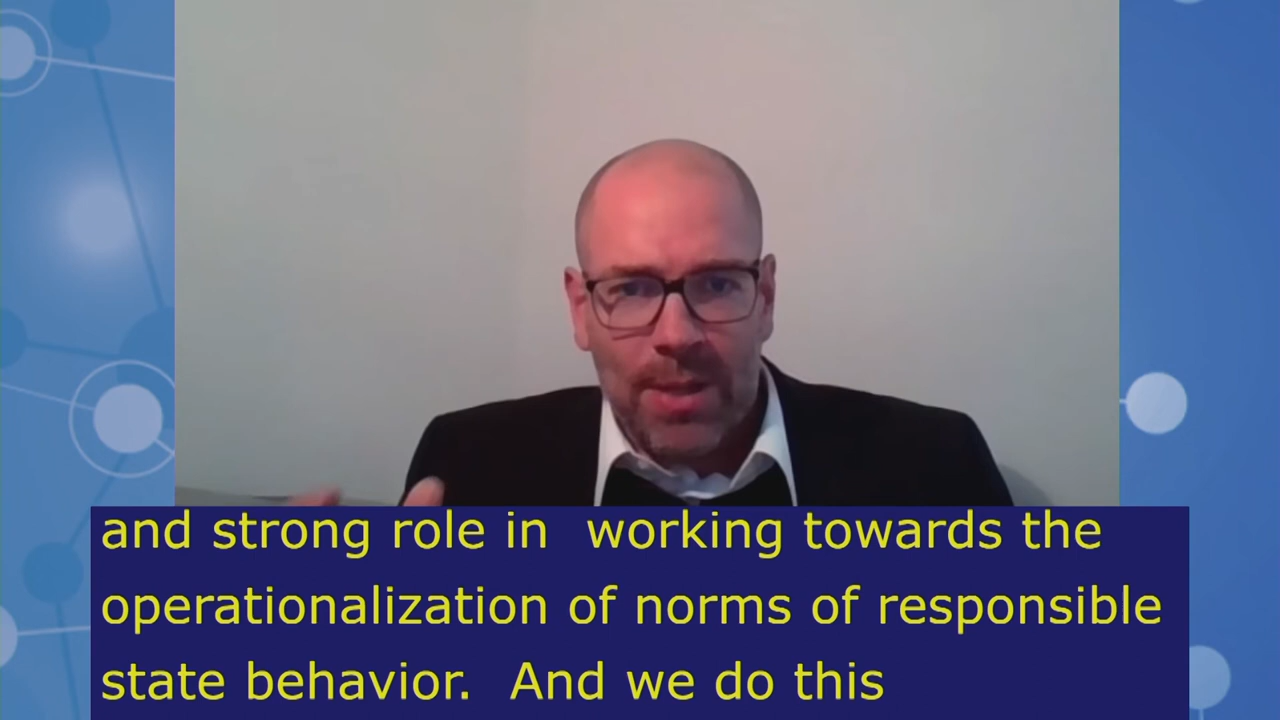 and strong role in  working towards the
operationalization of norms of responsible
state behavior.  And we do this